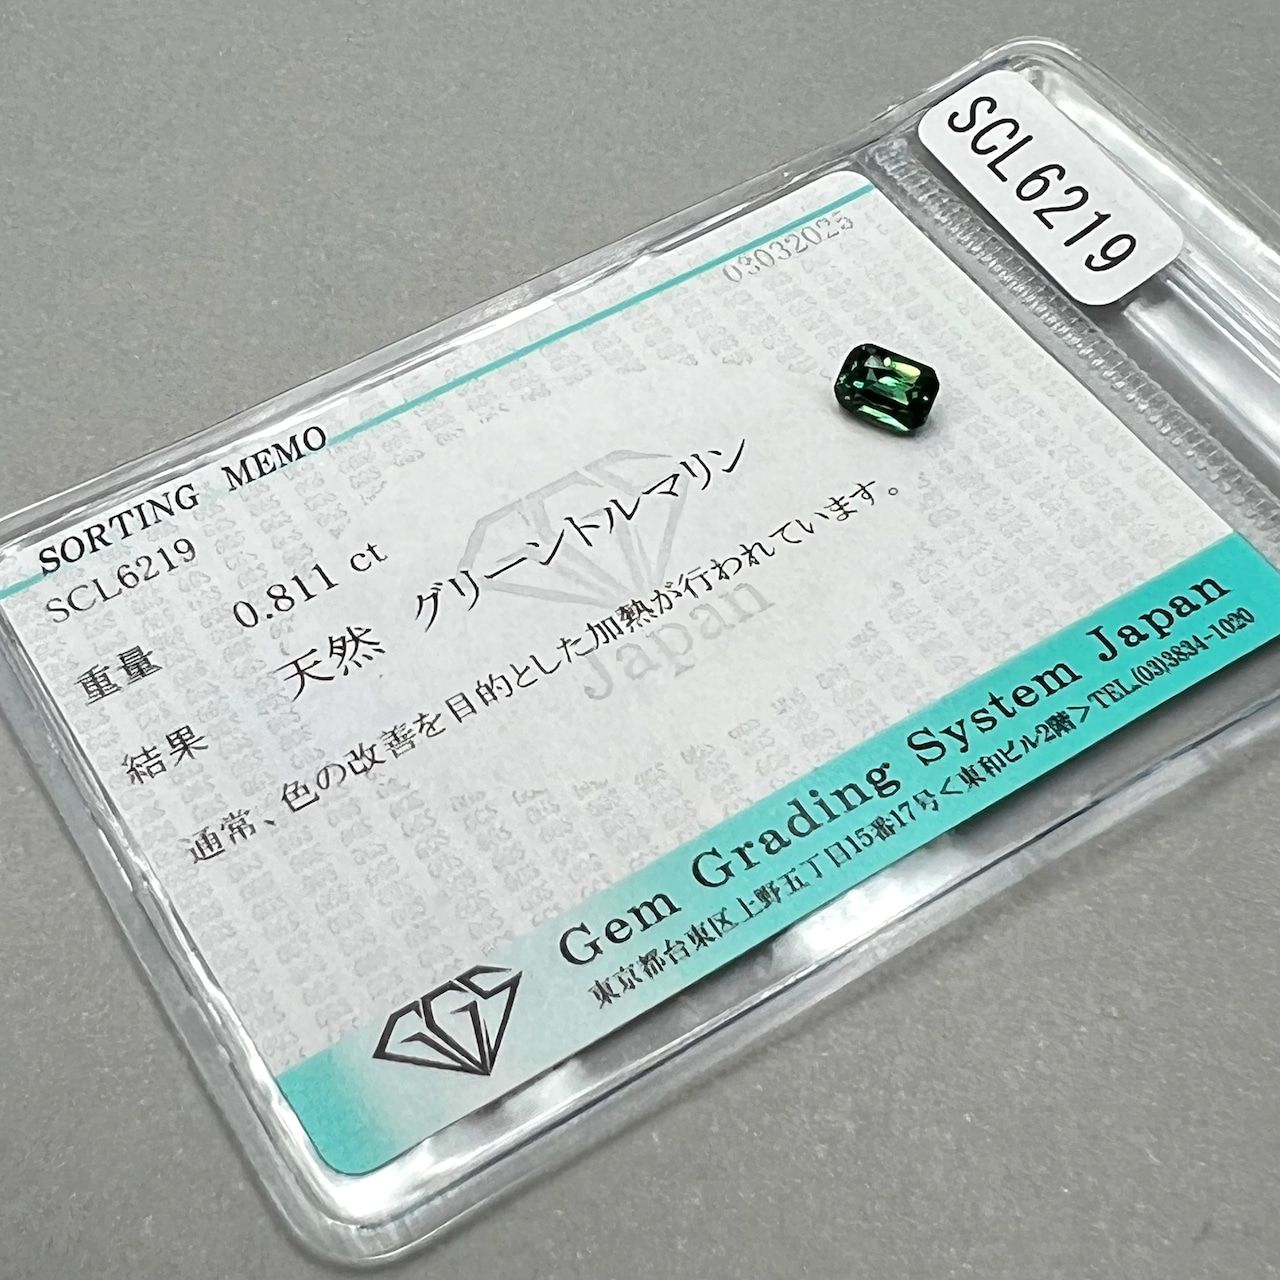 SCL6219
03032025
SORTING MEMO
SCL6219
重量 0.811 ct
結果 天然 グリーントルマリン
通常、色の改善を目的とした加熱が行われています。
Japan
GGS
Gem Grading System Japan
東京都台東区上野五丁目15番17号<東和ビル2階>TEL(03)3834-1020